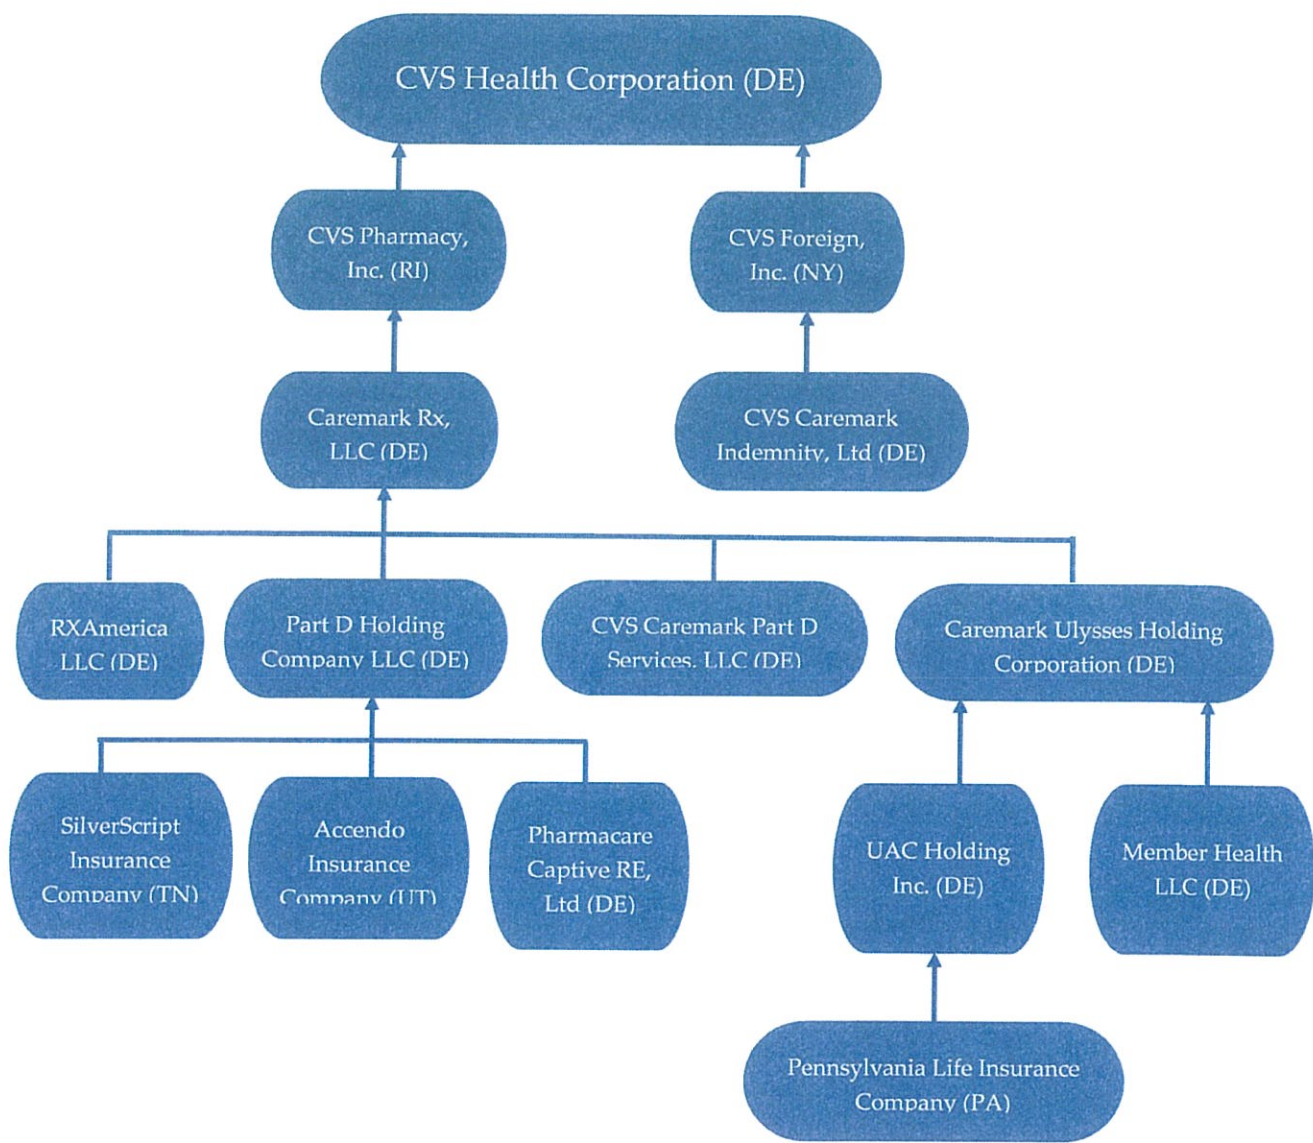 CVS Health Corporation (DE)
CVS Pharmacy,
Inc. (RI)
CVS Foreign,
Inc. (NY)
Caremark Rx,
LLC (DE)
CVS Caremark
Indemnity, Ltd (DE)
RXAmerica
LLC (DE)
Part D Holding
Company LLC (DE)
CVS Caremark Part D
Services, LLC (DE)
Caremark Ulysses Holding
Corporation (DE)
SilverScript
Insurance
Company (TN)
Accendo
Insurance
Company (UT)
Pharmacare
Captive RE,
Ltd (DE)
UAC Holding
Inc. (DE)
Member Health
LLC (DE)
Pennsylvania Life Insurance
Company (PA)